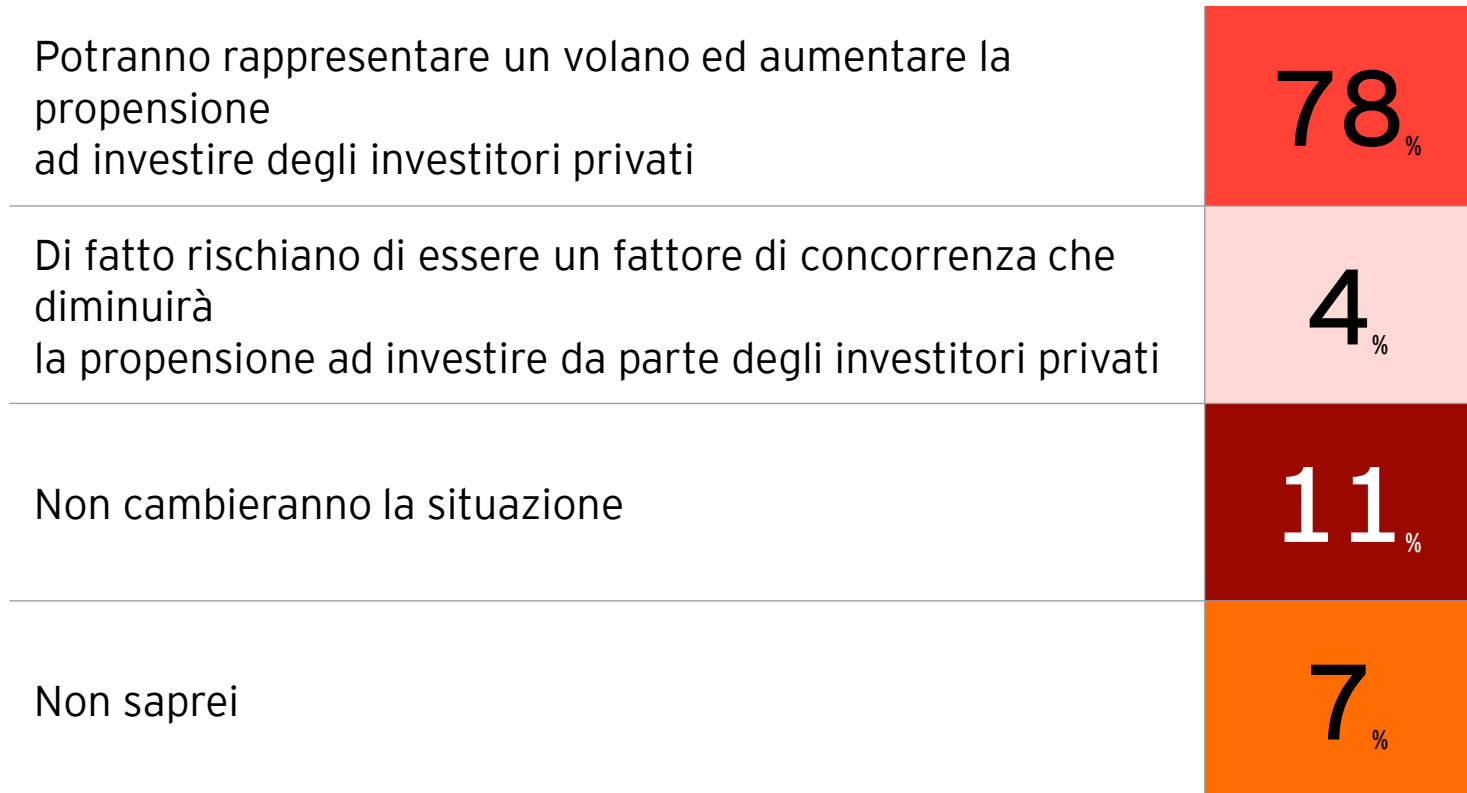 Potranno rappresentare un volano ed aumentare la
propensione
ad investire degli investitori privati
78%
Di fatto rischiano di essere un fattore di concorrenza che
diminuirà
la propensione ad investire da parte degli investitori privati
4%
Non cambieranno la situazione
11%
Non saprei
7%